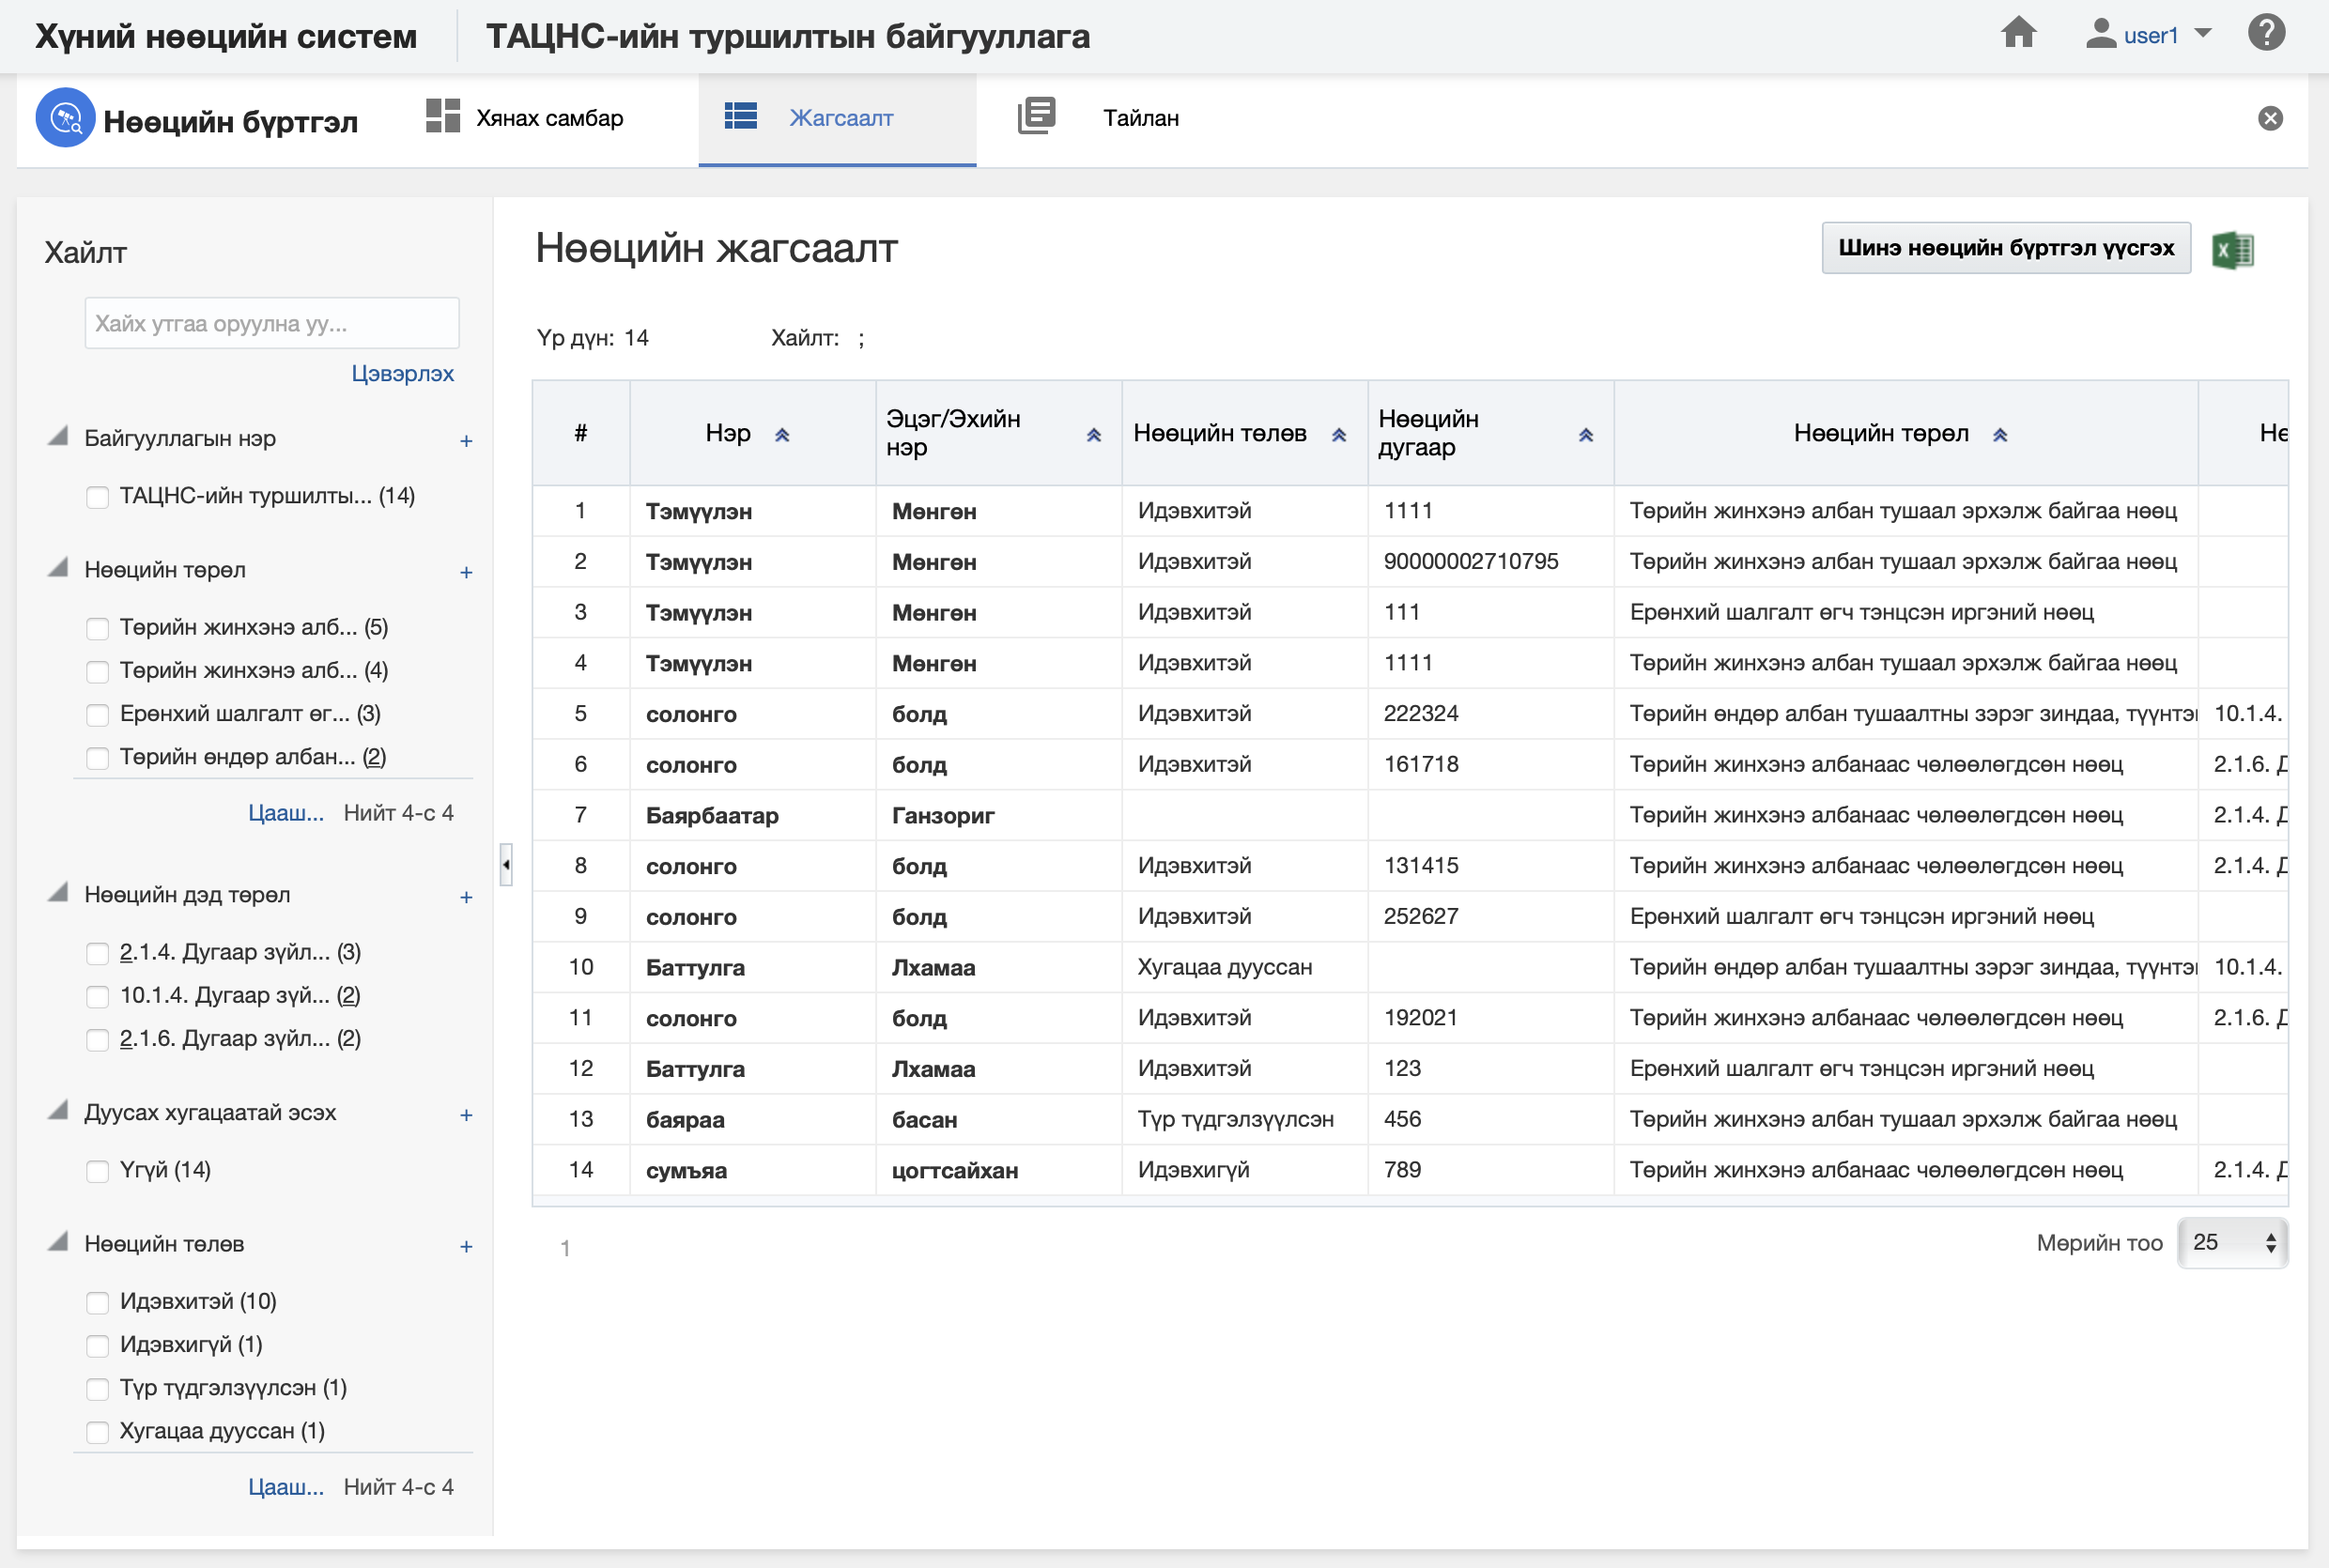 Хүний нөөцийн систем
ТАЦНС-ийн туршилтын байгууллага
user1
Нөөцийн бүртгэл
Хянах самбар
Жагсаалт
Тайлан
Хайлт
Хайх утгаа оруулна уу...
Цэвэрлэх
Байгууллагын нэр +
ТАЦНС-ийн туршилты... (14)
Нөөцийн төрөл +
Төрийн жинхэнэ алб... (5)
Төрийн жинхэнэ алб... (4)
Ерөнхий шалгалт өг... (3)
Төрийн өндөр албан... (2)
Цааш... Нийт 4-с 4
Нөөцийн дэд төрөл +
2.1.4. Дугаар зүйл... (3)
10.1.4. Дугаар зүй... (2)
2.1.6. Дугаар зүйл... (2)
Дуусах хугацаатай эсэх +
Үгүй (14)
Нөөцийн төлөв +
Идэвхитэй (10)
Идэвхигүй (1)
Түр түдгэлзүүлсэн (1)
Хугацаа дууссан (1)
Цааш... Нийт 4-с 4
Нөөцийн жагсаалт
Шинэ нөөцийн бүртгэл үүсгэх
Үр дүн: 14 Хайлт: ;
# Нэр Эцэг/Эхийн нэр Нөөцийн төлөв Нөөцийн дугаар Нөөцийн төрөл
1 Тэмүүлэн Мөнгөн Идэвхитэй 1111 Төрийн жинхэнэ албан тушаал эрхэлж байгаа нөөц
2 Тэмүүлэн Мөнгөн Идэвхитэй 90000002710795 Төрийн жинхэнэ албан тушаал эрхэлж байгаа нөөц
3 Тэмүүлэн Мөнгөн Идэвхитэй 111 Ерөнхий шалгалт өгч тэнцсэн иргэний нөөц
4 Тэмүүлэн Мөнгөн Идэвхитэй 1111 Төрийн жинхэнэ албан тушаал эрхэлж байгаа нөөц
5 солонго болд Идэвхитэй 222324 Төрийн өндөр албан тушаалтны зэрэг зиндаа, 10.1.4.
6 солонго болд Идэвхитэй 161718 Төрийн жинхэнэ албанаас чөлөөлөгдсөн нөөц 2.1.6.
7 Баярбаатар Ганзориг Төрийн жинхэнэ албанаас чөлөөлөгдсөн нөөц 2.1.4.
8 солонго болд Идэвхитэй 131415 Төрийн жинхэнэ албанаас чөлөөлөгдсөн нөөц 2.1.4.
9 солонго болд Идэвхитэй 252627 Ерөнхий шалгалт өгч тэнцсэн иргэний нөөц
10 Баттулга Лхамаа Хугацаа дууссан Төрийн өндөр албан тушаалтны зэрэг зиндаа, 10.1.4.
11 солонго болд Идэвхитэй 192021 Төрийн жинхэнэ албанаас чөлөөлөгдсөн нөөц 2.1.6.
12 Баттулга Лхамаа Идэвхитэй 123 Ерөнхий шалгалт өгч тэнцсэн иргэний нөөц
13 баяраа басан Түр түдгэлзүүлсэн 456 Төрийн жинхэнэ албан тушаал эрхэлж байгаа нөөц
14 сумъяа цогтсайхан Идэвхигүй 789 Төрийн жинхэнэ албанаас чөлөөлөгдсөн нөөц 2.1.4.
1
Мөрийн тоо 25